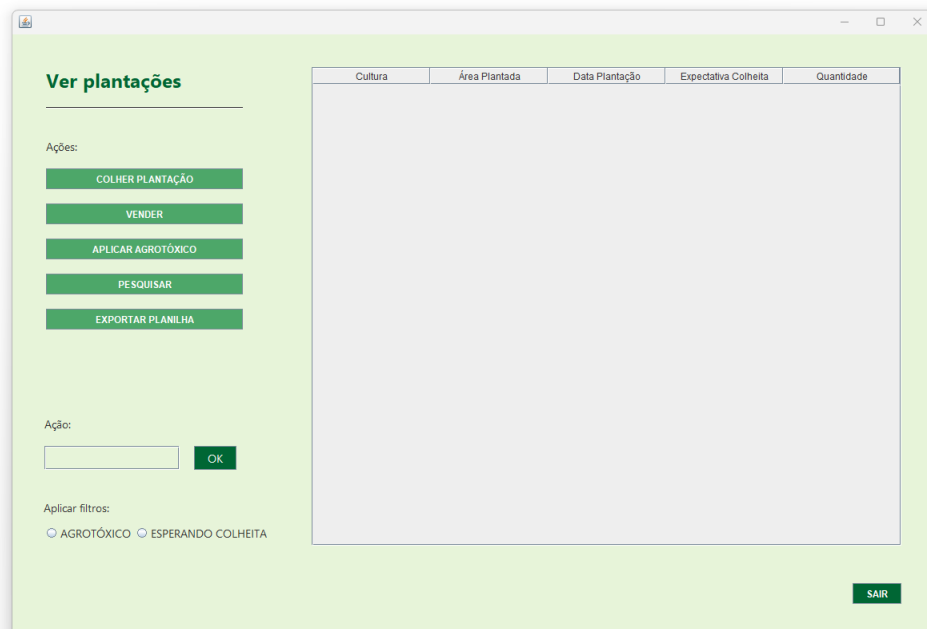 Ver plantações
Cultura Área Plantada Data Plantação Expectativa Colheita Quantidade
Ações:
COLHER PLANTAÇÃO
VENDER
APLICAR AGROTÓXICO
PESQUISAR
EXPORTAR PLANILHA
Ação:
OK
Aplicar filtros:
AGROTÓXICO ESPERANDO COLHEITA
SAIR